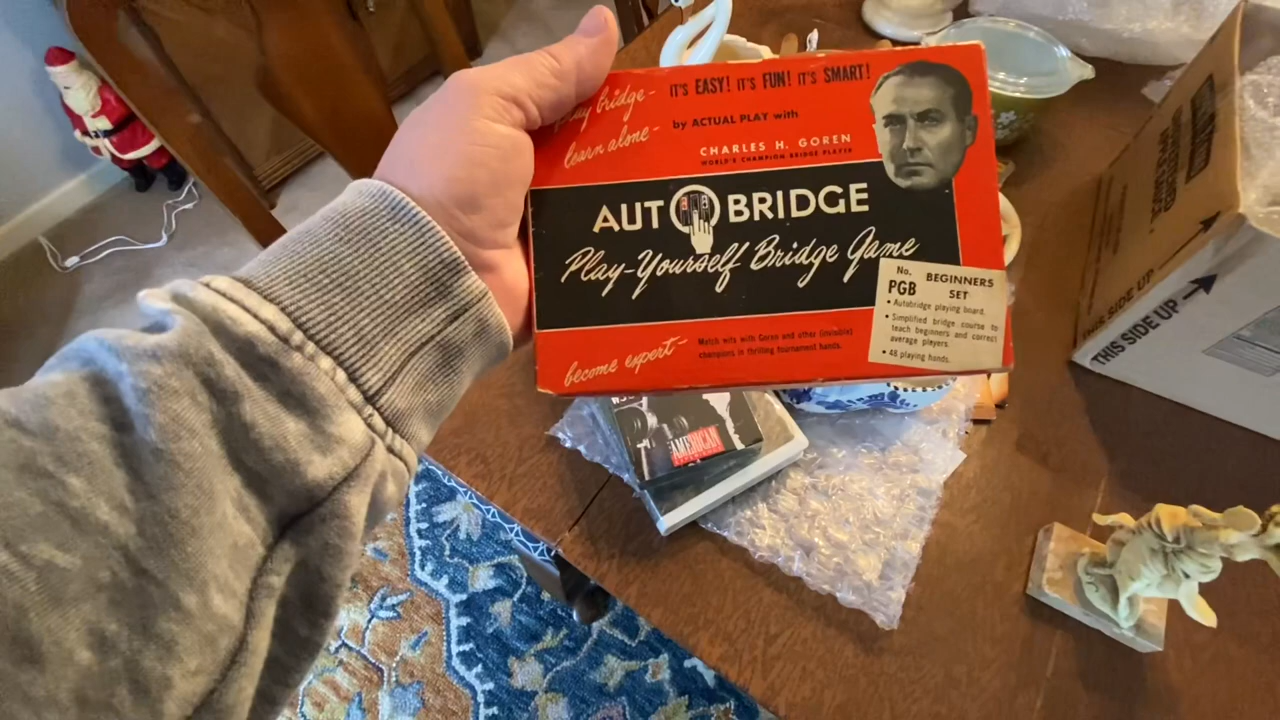 play bridge-
learn alone-
IT'S EASY! IT'S FUN! IT'S SMART!
by ACTUAL PLAY with
CHARLES H. GOREN
WORLD'S CHAMPION BRIDGE PLAYER
AUTOBRIDGE
Play-Yourself Bridge Game
No.
PGB
BEGINNERS
SET
• Autobridge playing board.
• Simplified bridge course to
teach beginners and correct
average players.
• 48 playing hands.
become expert-
Match wits with Goren and other (invisible)
champions in thrilling tournament hands.
AMERICAN
THIS SIDE UP
THIS SIDE UP